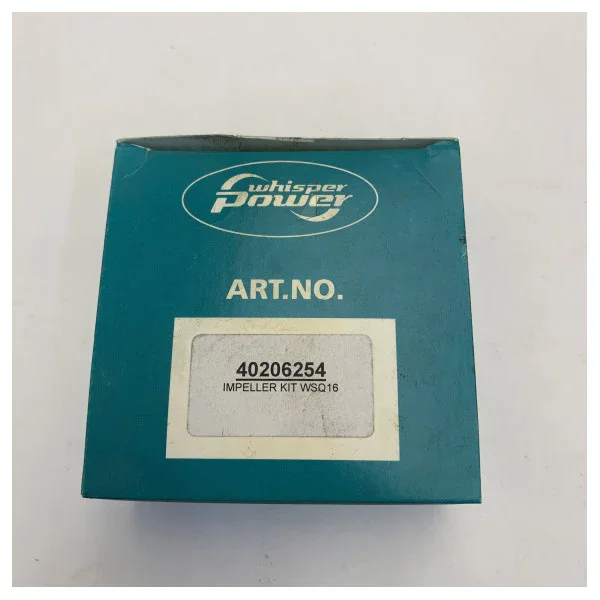 whisper
power
ART.NO.
40206254
IMPELLER KIT WSQ16